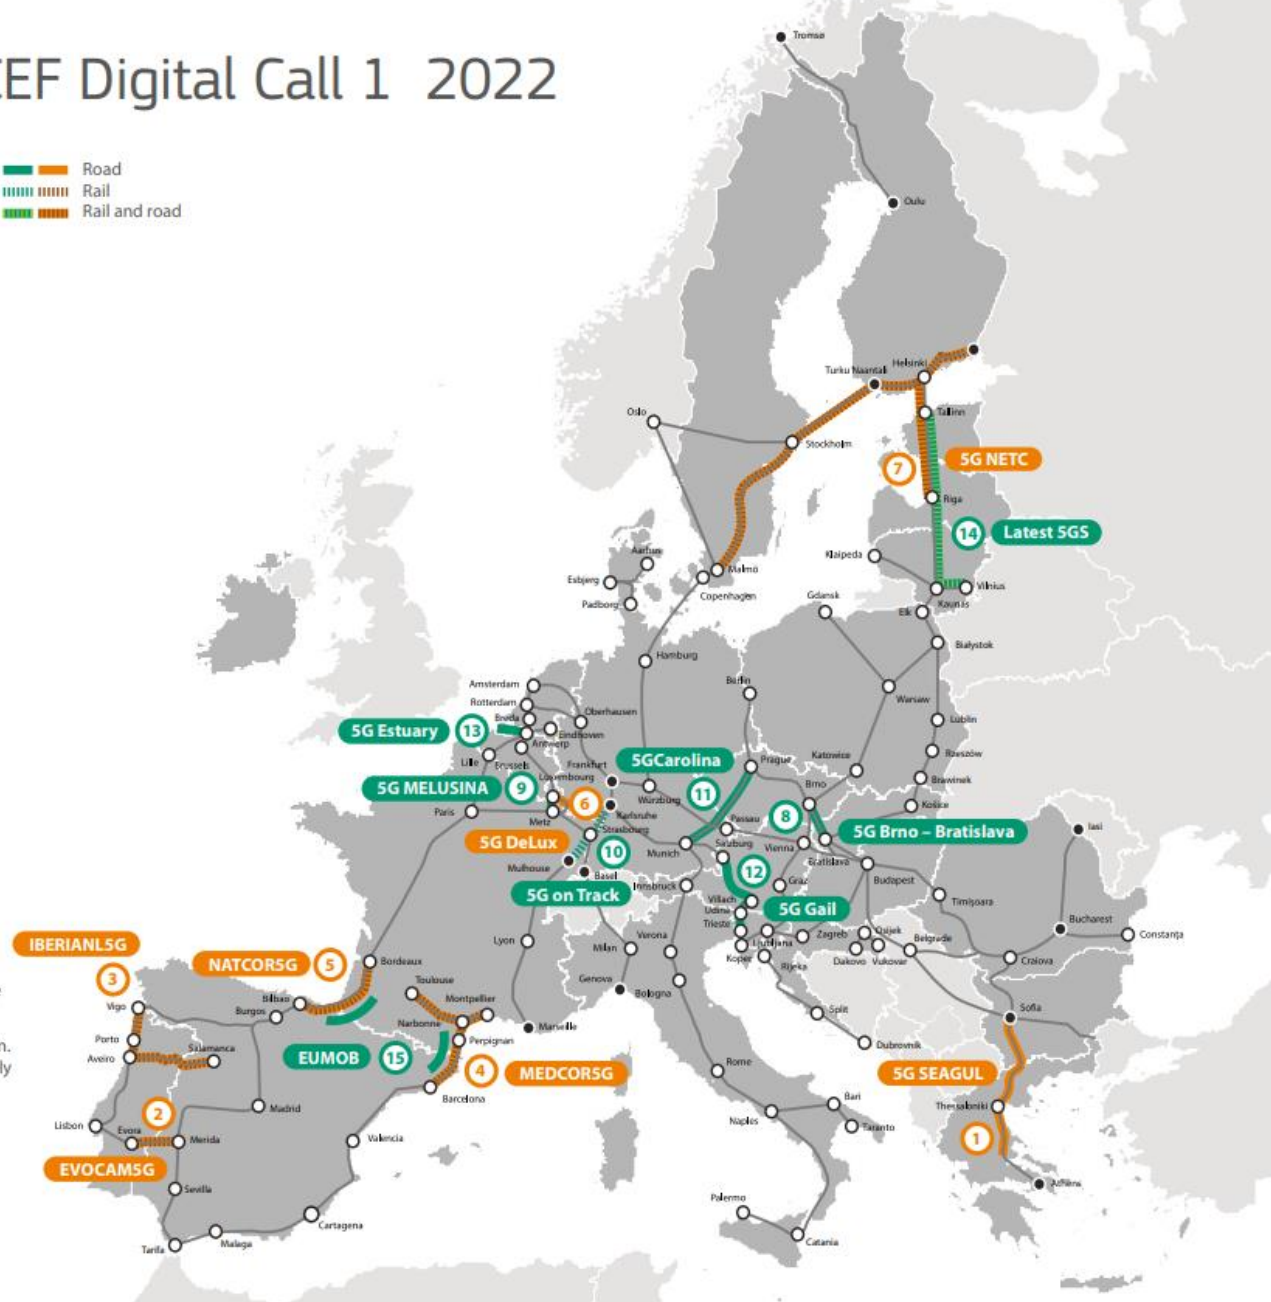 EF Digital Call 1 2022
Road
Rail
Rail and road
Tromsø
Oulu
Helsinki
Turku Naantali
Tallinn
Oslo
Stockholm
5G NETC
7
Riga
14
Latest 5GS
Aarhus
Klaipeda
Malmö
Esbjerg
Copenhagen
Vilnius
Padborg
Gdansk
Kaunas
Elk
Białystok
Hamburg
Berlin
Amsterdam
Warsaw
Rotterdam
Oberhausen
Breda
Lublin
5G Estuary
13
Eindhoven
Antwerp
Rzeszów
Lille
Brussels
Frankfurt
5GCarolina
Prague
Katowice
Luxembourg
Brawinek
5G MELUSINA
9
6
Würzburg
11
Brno
Košice
Paris
Metz
Karlsruhe
Passau
8
5G Brno – Bratislava
Iasi
Strasbourg
5G DeLux
10
Munich
Salzburg
Vienna
Bratislava
Mulhouse
Basel
12
Budapest
5G on Track
Innsbruck
Graz
Villach
5G Gail
Timişoara
Udine
Trieste
Bucharest
Constanţa
IBERIANL5G
Lyon
Milan
Verona
Ljubljana
Zagreb
Osijek
Belgrade
Koper
Rijeka
Dakovo
Vukovar
Craiova
NATCOR5G
5
Bordeaux
3
Toulouse
Genova
Bologna
Vigo
Bilbao
Burgos
Montpellier
Split
Sofia
Porto
Narbonne
Marseille
Aveiro
Salamanca
Perpignan
Dubrovnik
m.
ly
EUMOB
15
4
MEDCOR5G
Rome
5G SEAGUL
Barcelona
2
Madrid
Bari
Thessaloniki
Lisbon
Evora
Merida
Valencia
Naples
Taranto
1
EVOCAM5G
Sevilla
Athens
Palermo
Cartagena
Tarifa
Malaga
Catania